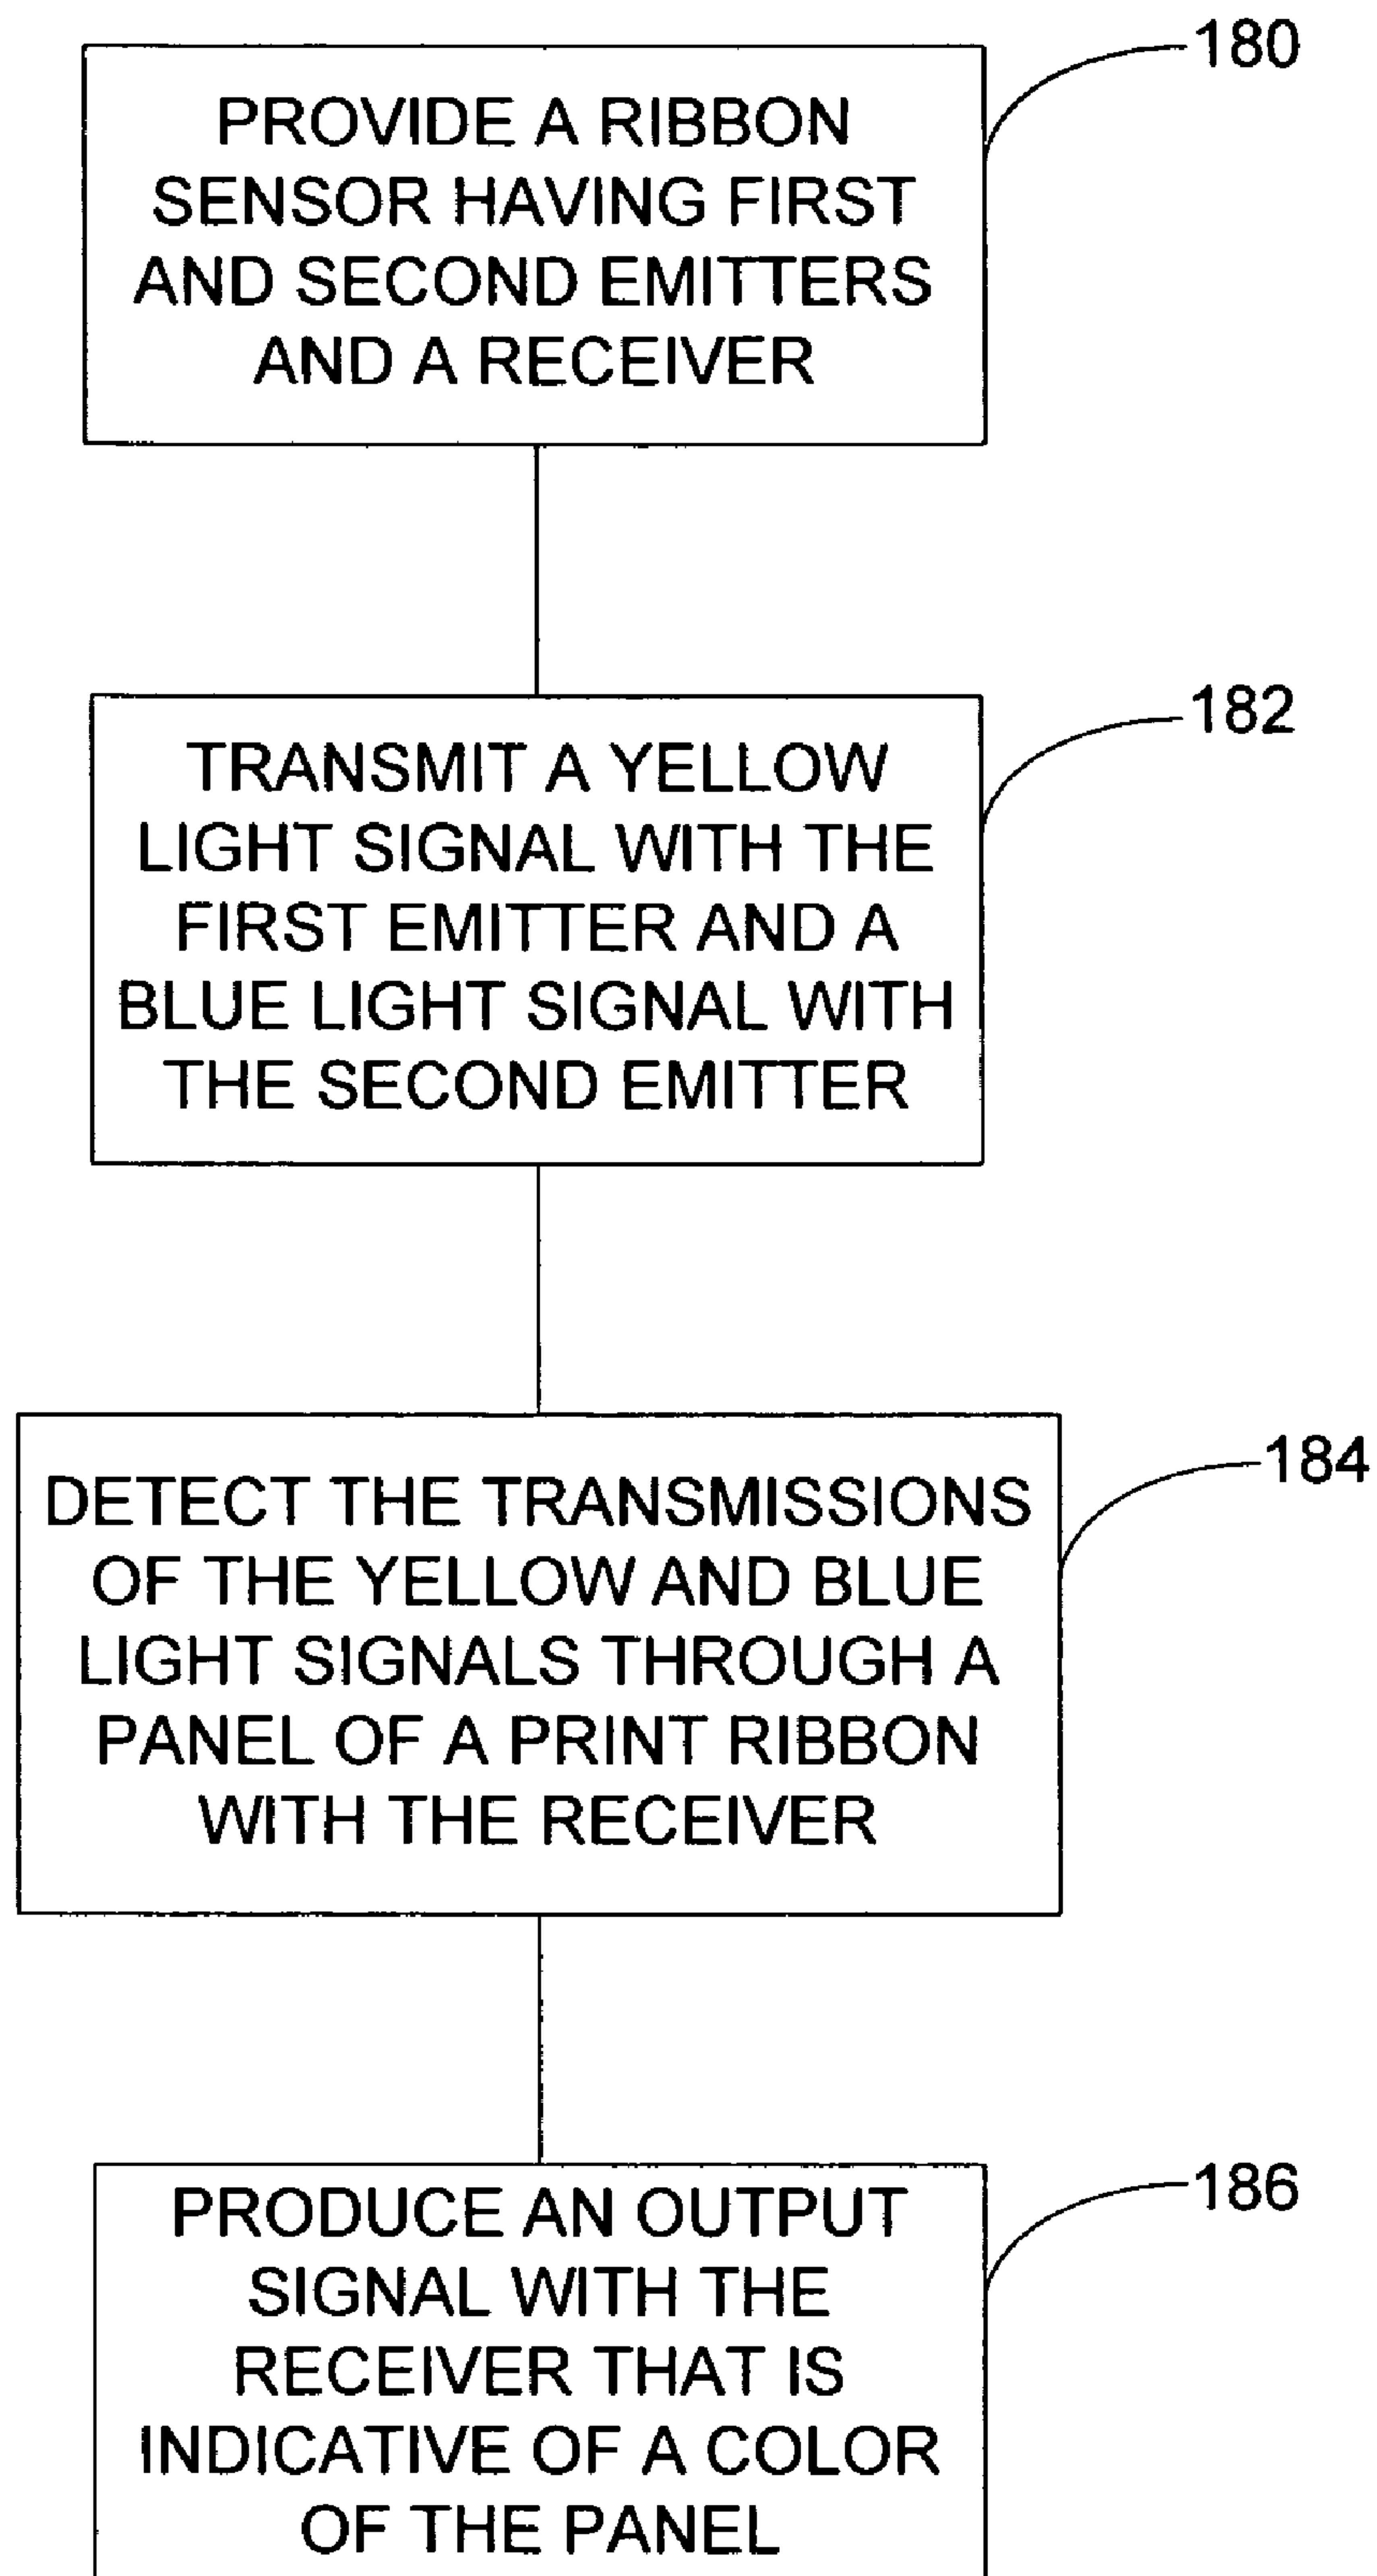 180
PROVIDE A RIBBON
SENSOR HAVING FIRST
AND SECOND EMITTERS
AND A RECEIVER
182
TRANSMIT A YELLOW
LIGHT SIGNAL WITH THE
FIRST EMITTER AND A
BLUE LIGHT SIGNAL WITH
THE SECOND EMITTER
184
DETECT THE TRANSMISSIONS
OF THE YELLOW AND BLUE
LIGHT SIGNALS THROUGH A
PANEL OF A PRINT RIBBON
WITH THE RECEIVER
186
PRODUCE AN OUTPUT
SIGNAL WITH THE
RECEIVER THAT IS
INDICATIVE OF A COLOR
OF THE PANEL